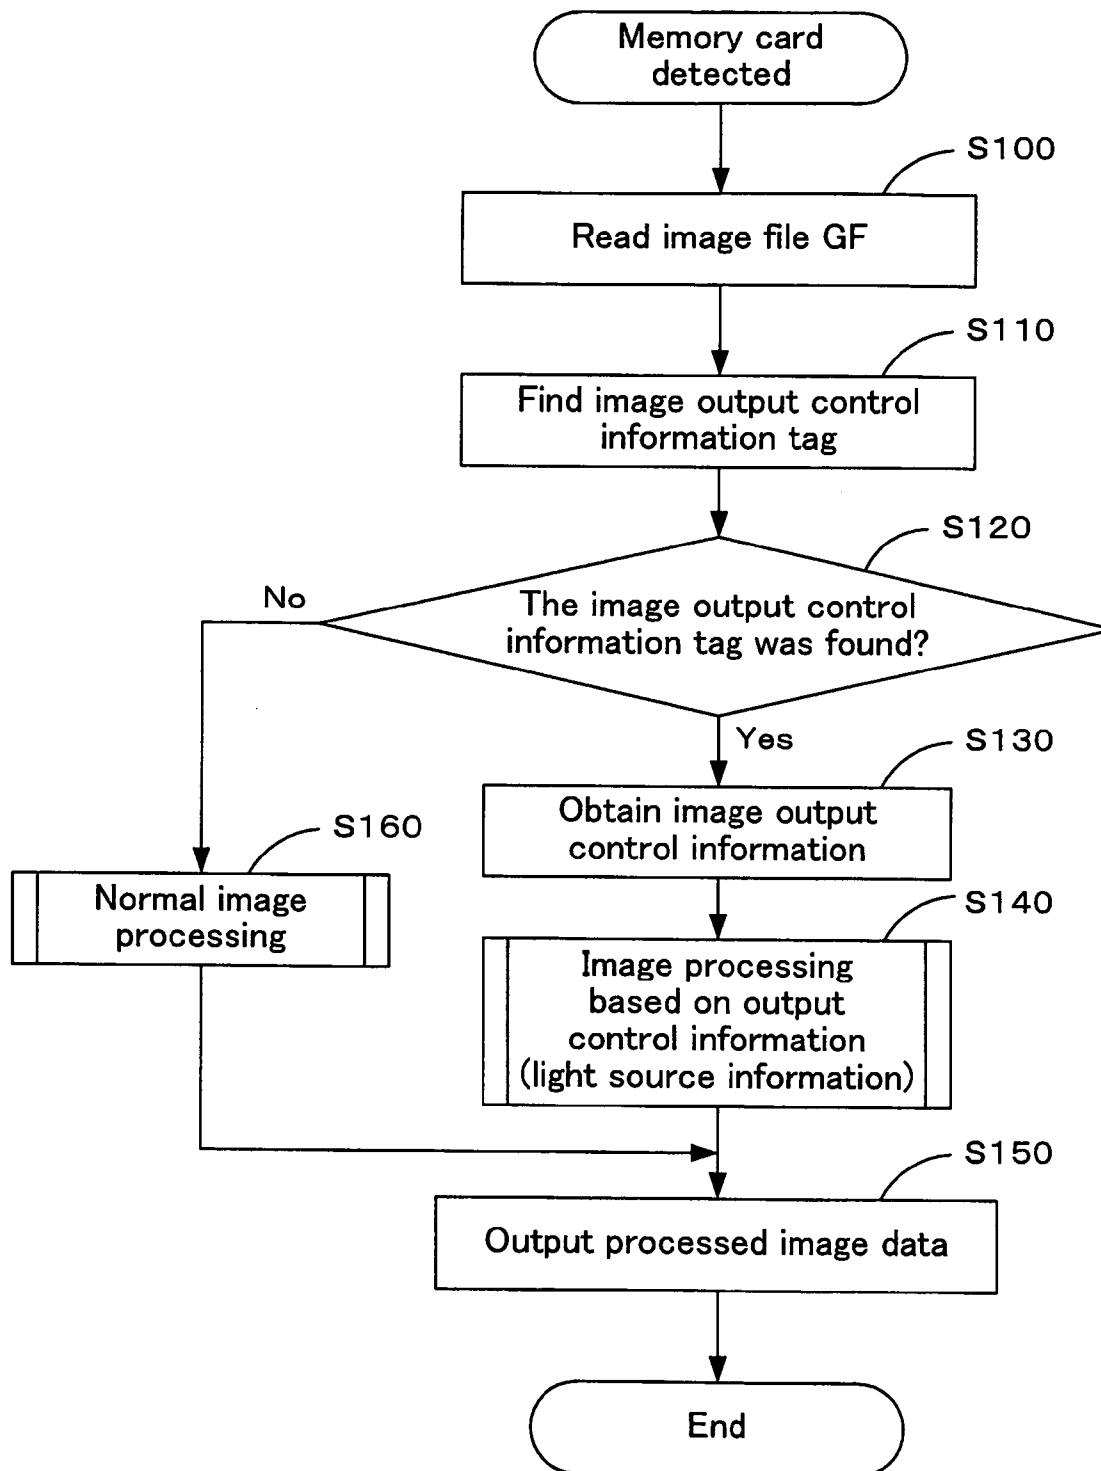 Memory card
detected
S100
Read image file GF
S110
Find image output control
information tag
S120
The image output control
information tag was found?
No
Yes
S130
Obtain image output
control information
S160
Normal image
processing
S140
Image processing
based on output
control information
(light source information)
S150
Output processed image data
End